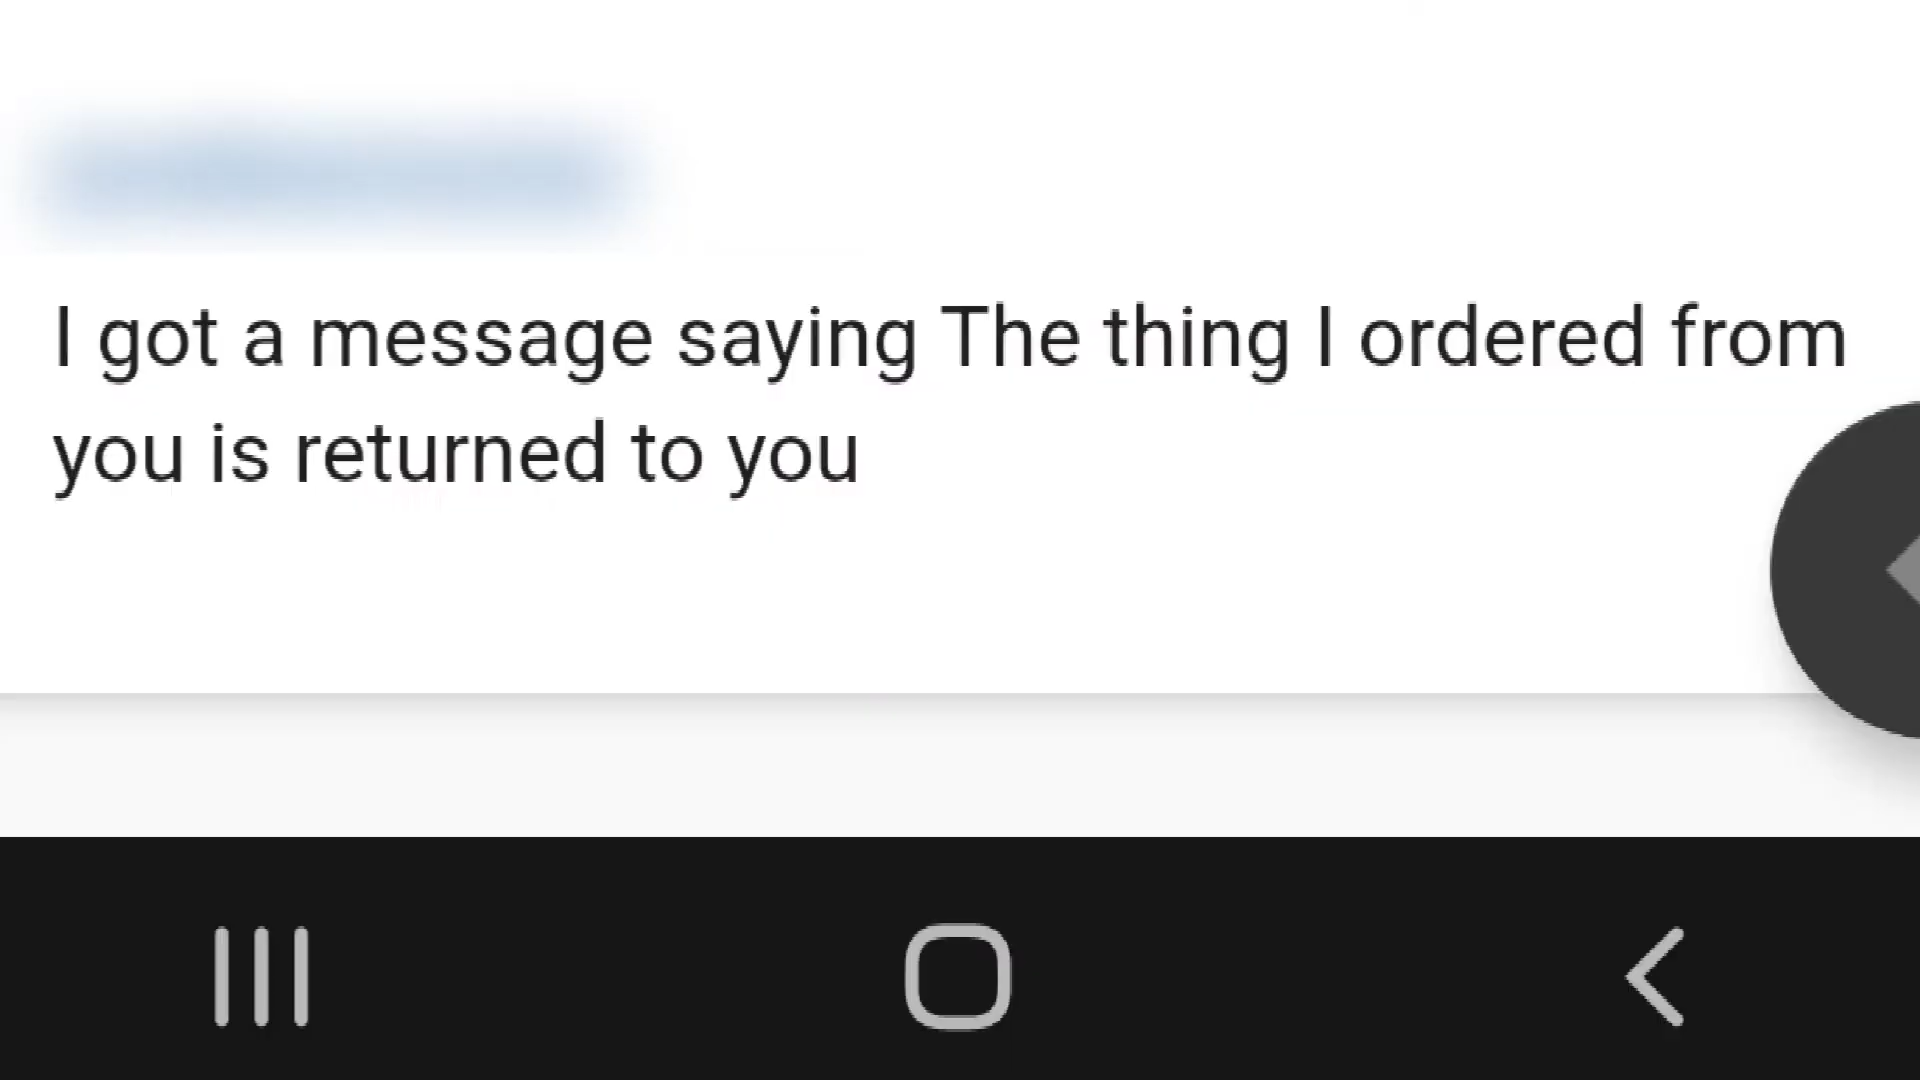 I got a message saying The thing I ordered from
you is returned to you